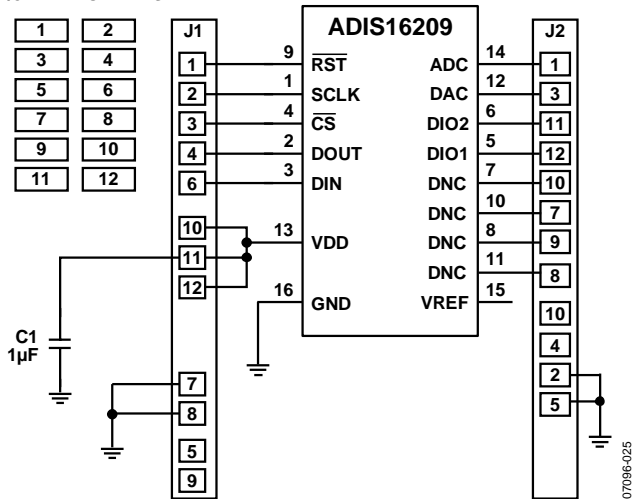 1 2
3 4
5 6
7 8
9 10
11 12
J1
1
2
3
4
6
10
11
12
7
8
5
9
C1
1µF
ADIS16209
9 RST
1 SCLK
4 CS
2 DOUT
3 DIN
13 VDD
16 GND
ADC 14
DAC 12
DIO2 6
DIO1 5
DNC 7
DNC 10
DNC 8
DNC 11
VREF 15
J2
1
3
11
12
10
7
9
8
10
4
2
5
07096-025